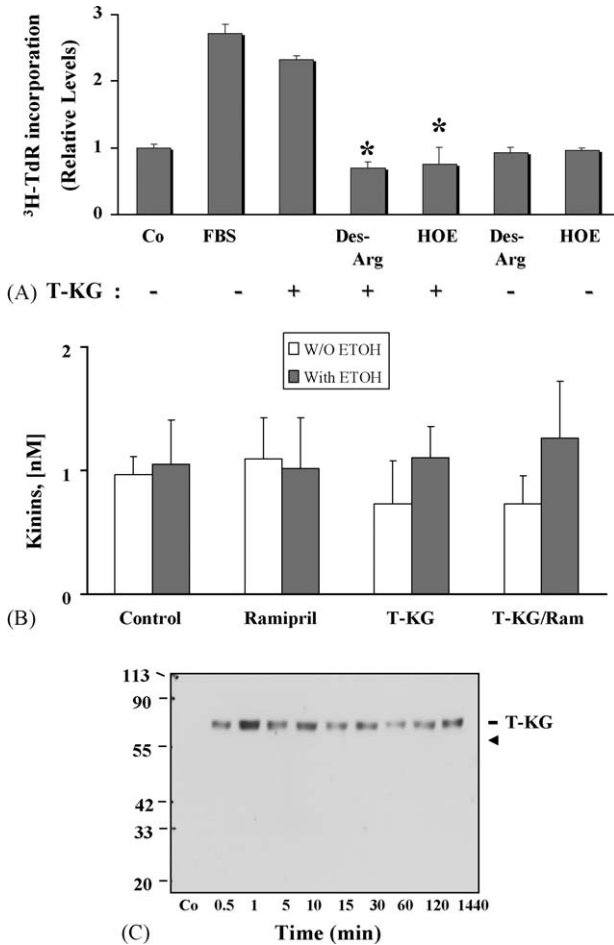 ³H-TdR incorporation
(Relative Levels)
3
2
1
0
*
*
Co FBS Des-Arg HOE Des-Arg HOE
(A) T-KG : - - + + + - -
2
1
0
Kinins, [nM]
W/O ETOH
With ETOH
(B) Control Ramipril T-KG T-KG/Ram
113
90
55
42
33
20
T-KG
Co 0.5 1 5 10 15 30 60 120 1440
(C) Time (min)